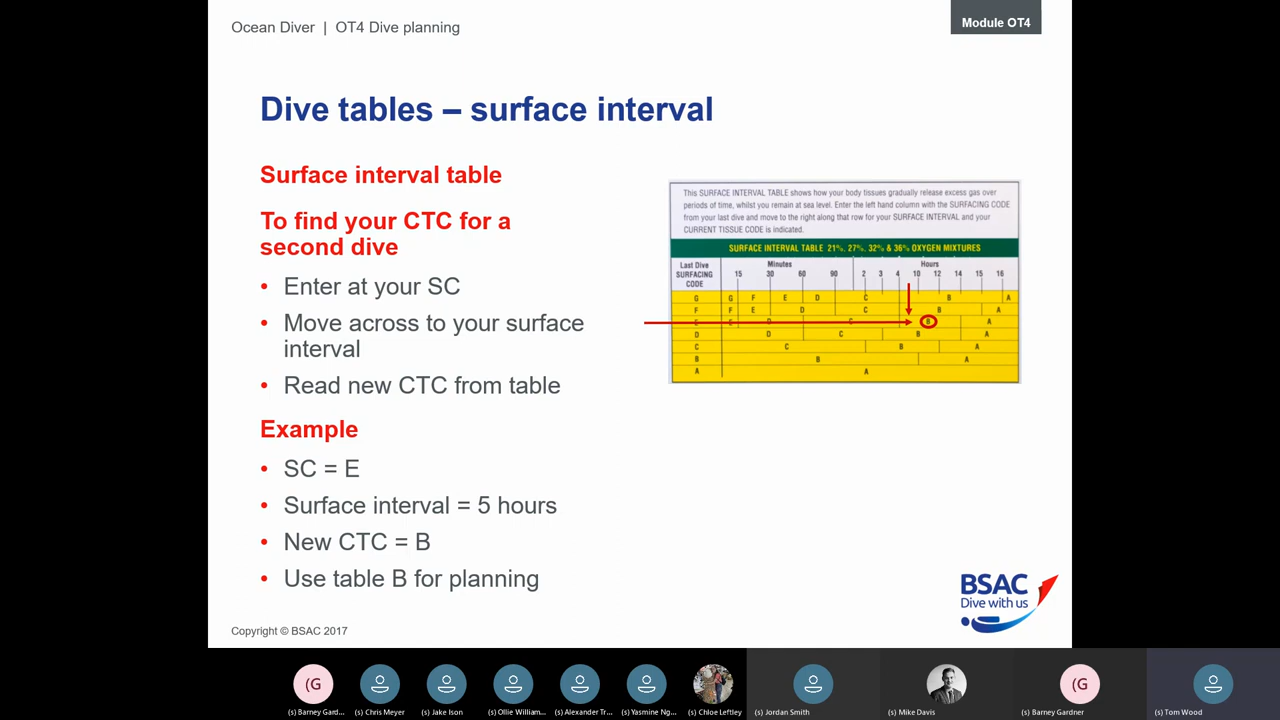 Ocean Diver | OT4 Dive planning
Module OT4
Dive tables – surface interval
Surface interval table
To find your CTC for a
second dive
• Enter at your SC
• Move across to your surface
interval
• Read new CTC from table
Example
• SC = E
• Surface interval = 5 hours
• New CTC = B
• Use table B for planning
This SURFACE INTERVAL TABLE shows how your body tissues gradually release excess gas over
periods of time, whilst you remain at sea level. Enter the left hand column with the SURFACING CODE
from your last dive and move to the right along that row for your SURFACE INTERVAL and your
CURRENT TISSUE CODE is indicated.
SURFACE INTERVAL TABLE 21%, 27%, 32% & 36% OXYGEN MIXTURES
Last Dive
SURFACING
CODE
Minutes
Hours
15 30 60 90 2 3 4 10 12 14 15 16
G G F E D C B A
F F E D C B A
E E D C B A
D D C B A
C C B A
B B A
A A
BSAC
Dive with us
Copyright © BSAC 2017
(G
(s) Barney Gard...
(s) Chris Meyer
(s) Jake Ison
(s) Ollie William...
(s) Alexander Tr...
(s) Yasmine Ng...
(s) Chloe Leftley
(s) Jordan Smith
(s) Mike Davis
(G
(s) Barney Gardner
(s) Tom Wood